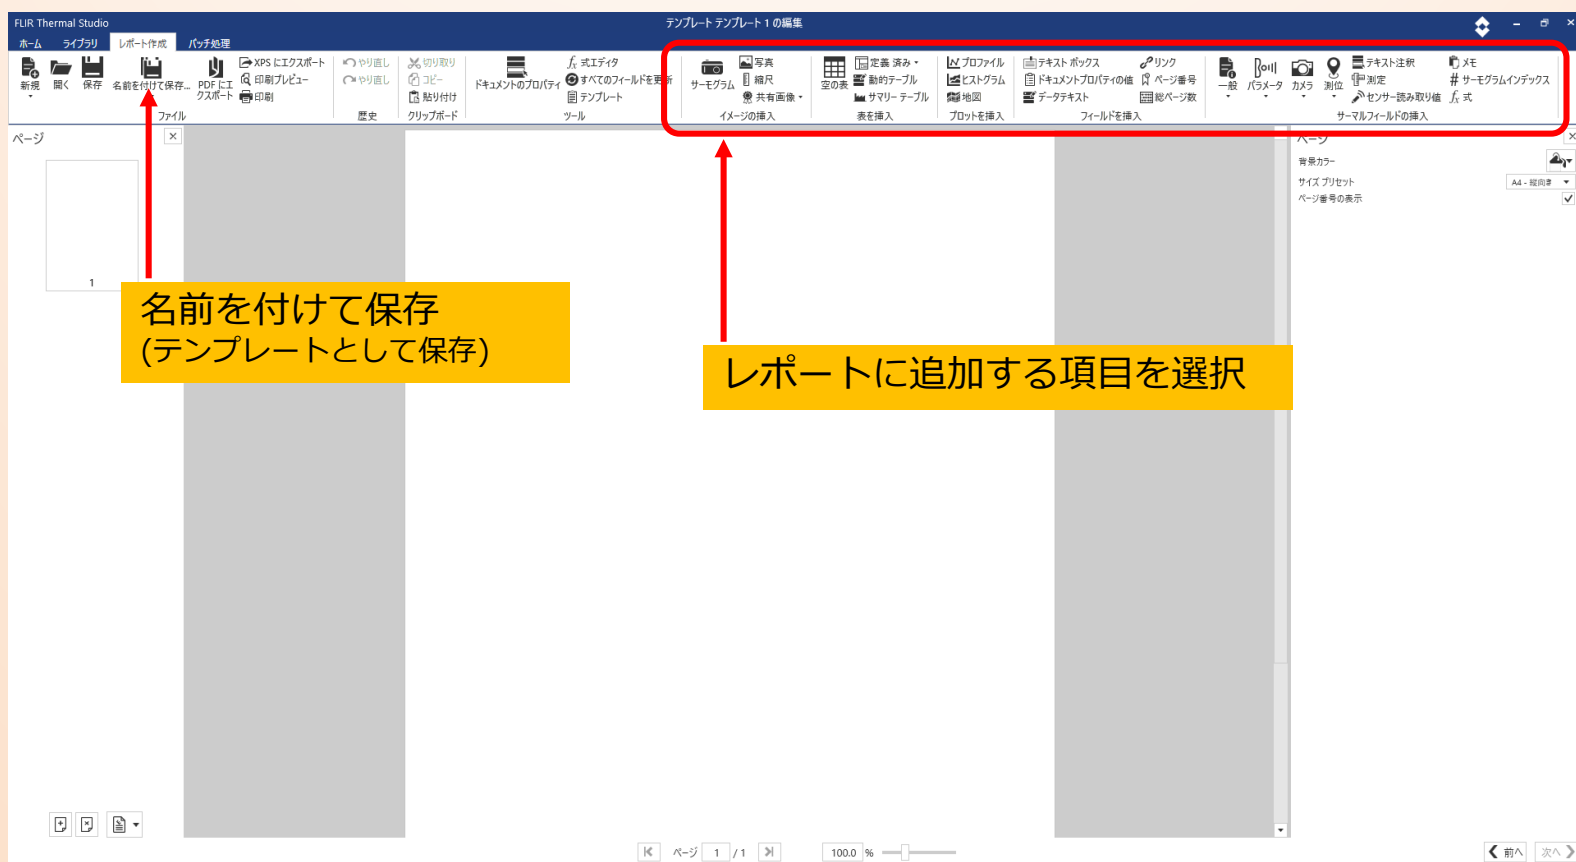 FLIR Thermal Studio
テンプレート テンプレート 1 の編集
ホーム ライブラリ レポート作成 バッチ処理
新規
開く
保存
名前を付けて保存...
PDF にエ
クスポート
XPS にエクスポート
印刷プレビュー
印刷
ファイル
やり直し
やり直し
歴史
切り取り
コピー
貼り付け
クリップボード
ドキュメントのプロパティ
式エディタ
すべてのフィールドを更新
テンプレート
ツール
サーモグラム
写真
縮尺
共有画像
イメージの挿入
空の表
定義 済み
動的テーブル
サマリー テーブル
表を挿入
プロファイル
ヒストグラム
地図
プロットを挿入
テキスト ボックス
ドキュメントプロパティの値
データテキスト
リンク
ページ番号
総ページ数
フィールドを挿入
一般
パラメータ
カメラ
測位
テキスト注釈
測定
センサー読み取り値
メモ
サーモグラムインデックス
式
サーマルフィールドの挿入
ページ
1
名前を付けて保存
(テンプレートとして保存)
レポートに追加する項目を選択
ページ
背景カラー
サイズ プリセット A4 - 縦向き
ページ番号の表示
ページ 1 / 1
100.0 %
前へ 次へ